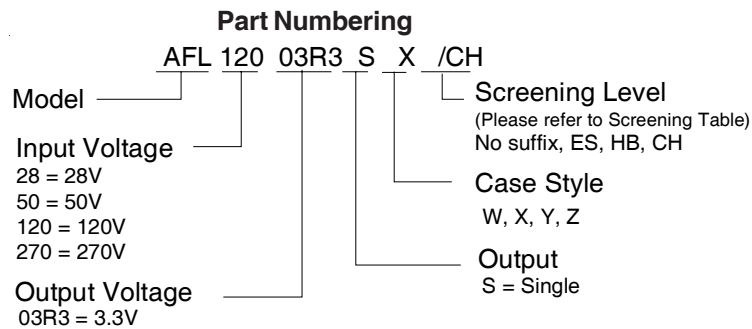 Part Numbering
AFL 120 03R3 S X /CH
Model
Input Voltage
28 = 28V
50 = 50V
120 = 120V
270 = 270V
Output Voltage
03R3 = 3.3V
Screening Level
(Please refer to Screening Table)
No suffix, ES, HB, CH
Case Style
W, X, Y, Z
Output
S = Single